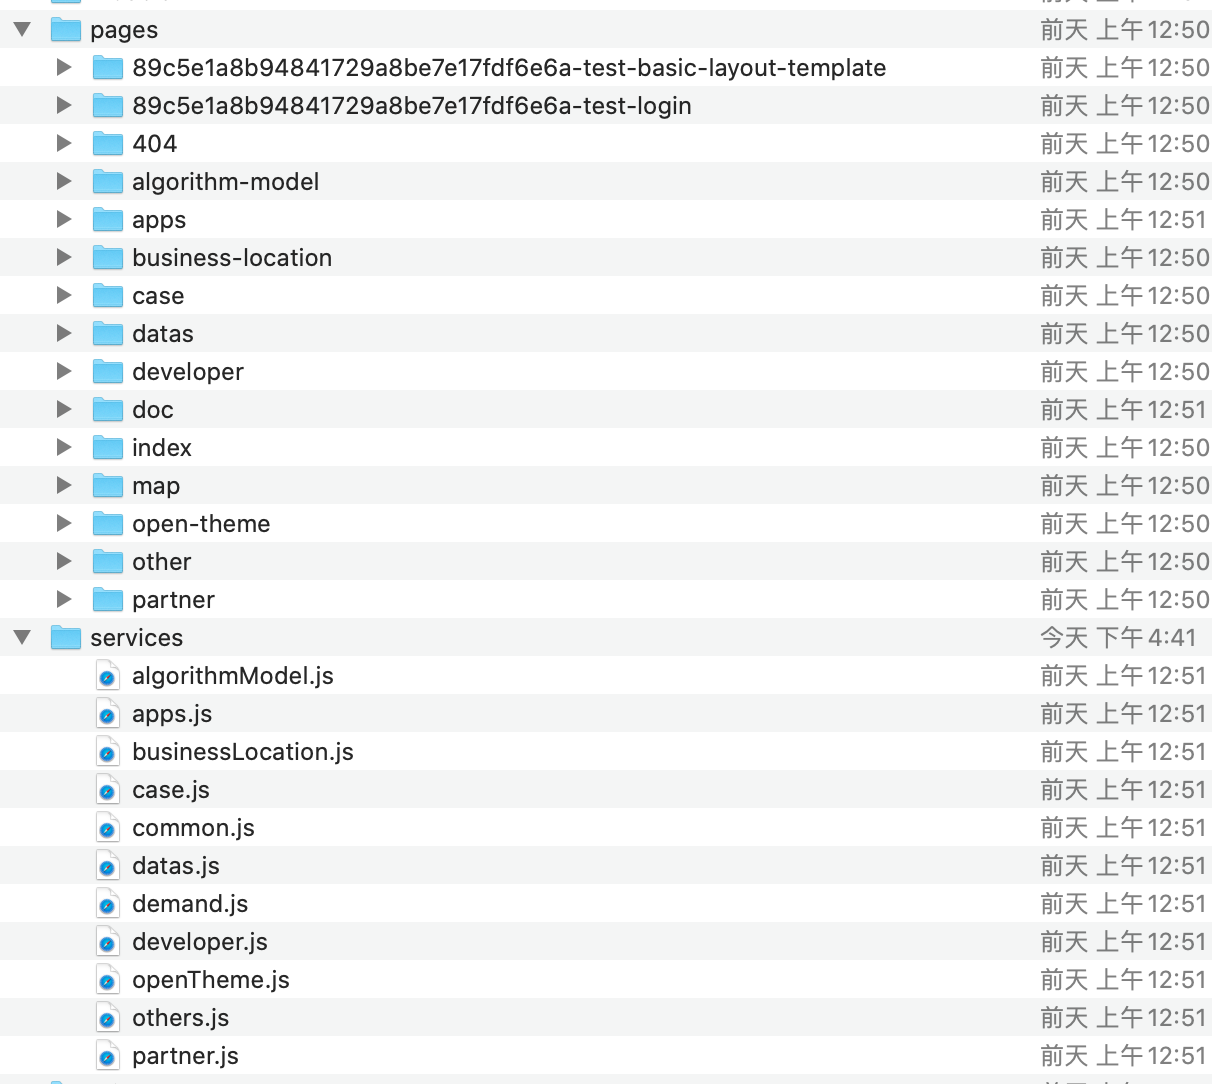 pages 前天 上午12:50
89c5e1a8b94841729a8be7e17fdf6e6a-test-basic-layout-template 前天 上午12:50
89c5e1a8b94841729a8be7e17fdf6e6a-test-login 前天 上午12:50
404 前天 上午12:50
algorithm-model 前天 上午12:50
apps 前天 上午12:51
business-location 前天 上午12:50
case 前天 上午12:50
datas 前天 上午12:50
developer 前天 上午12:50
doc 前天 上午12:51
index 前天 上午12:50
map 前天 上午12:50
open-theme 前天 上午12:50
other 前天 上午12:50
partner 前天 上午12:50
services 今天 下午4:41
algorithmModel.js 前天 上午12:51
apps.js 前天 上午12:51
businessLocation.js 前天 上午12:51
case.js 前天 上午12:51
common.js 前天 上午12:51
datas.js 前天 上午12:51
demand.js 前天 上午12:51
developer.js 前天 上午12:51
openTheme.js 前天 上午12:51
others.js 前天 上午12:51
partner.js 前天 上午12:51